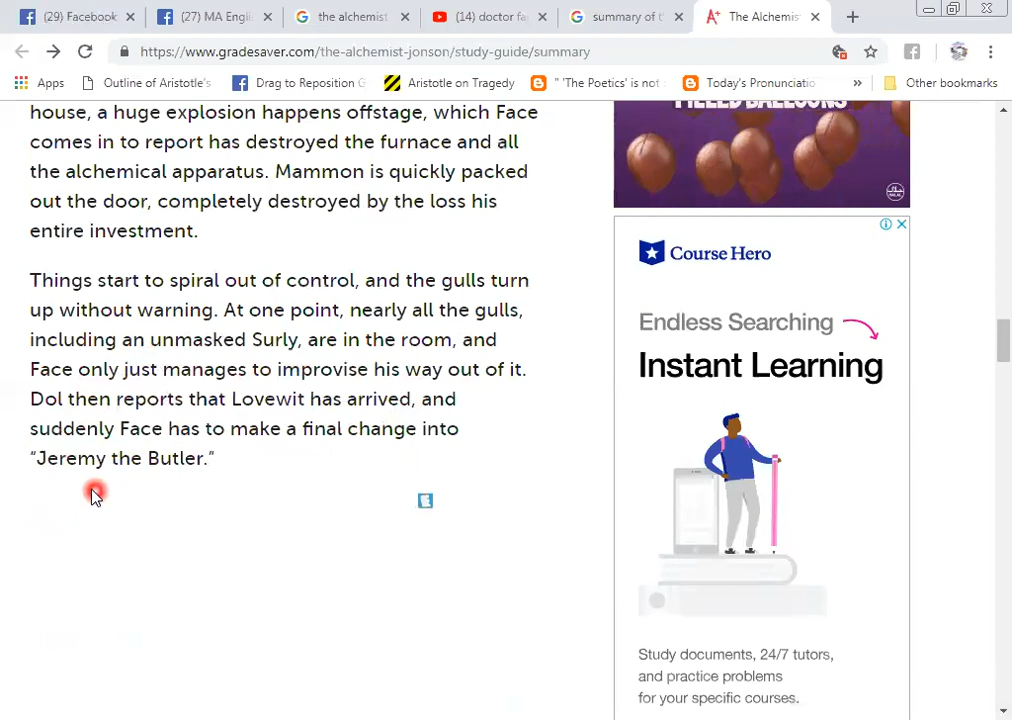 (29) Facebook
(27) MA Engli
the alchemist
(14) doctor fa
summary of t
The Alchemis
https://www.gradesaver.com/the-alchemist-jonson/study-guide/summary
Apps
Outline of Aristotle's
Drag to Reposition G
Aristotle on Tragedy
" 'The Poetics' is not
Today's Pronunciatio
»
Other bookmarks
house, a huge explosion happens offstage, which Face
comes in to report has destroyed the furnace and all
the alchemical apparatus. Mammon is quickly packed
out the door, completely destroyed by the loss his
entire investment.
Things start to spiral out of control, and the gulls turn
up without warning. At one point, nearly all the gulls,
including an unmasked Surly, are in the room, and
Face only just manages to improvise his way out of it.
Dol then reports that Lovewit has arrived, and
suddenly Face has to make a final change into
“Jeremy the Butler.”
FILLED BALLOONS
Course Hero
Endless Searching
Instant Learning
Study documents, 24/7 tutors,
and practice problems
for your specific courses.